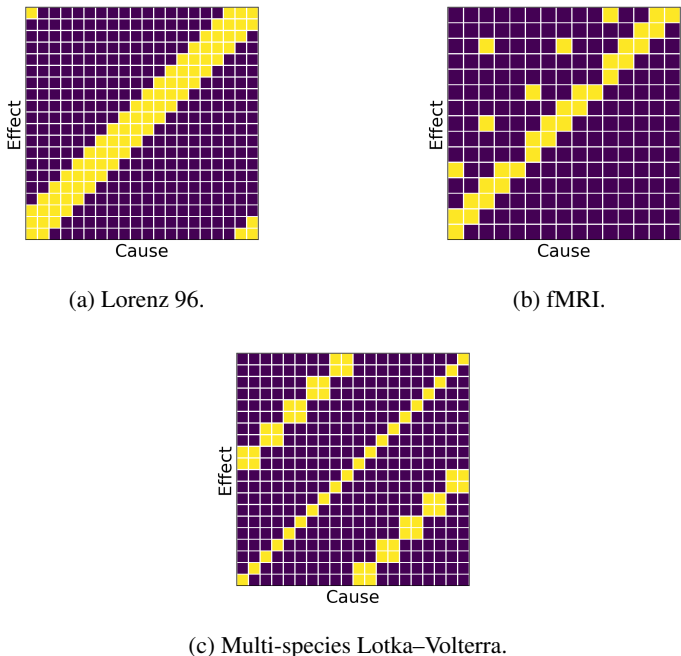 Effect
Cause
(a) Lorenz 96.
Effect
Cause
(b) fMRI.
Effect
Cause
(c) Multi-species Lotka–Volterra.